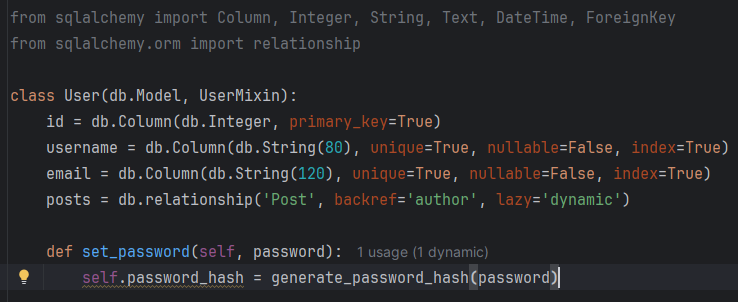 from sqlalchemy import Column, Integer, String, Text, DateTime, ForeignKey
from sqlalchemy.orm import relationship

class User(db.Model, UserMixin):
    id = db.Column(db.Integer, primary_key=True)
    username = db.Column(db.String(80), unique=True, nullable=False, index=True)
    email = db.Column(db.String(120), unique=True, nullable=False, index=True)
    posts = db.relationship('Post', backref='author', lazy='dynamic')

    def set_password(self, password): 1 usage (1 dynamic)
        self.password_hash = generate_password_hash(password)